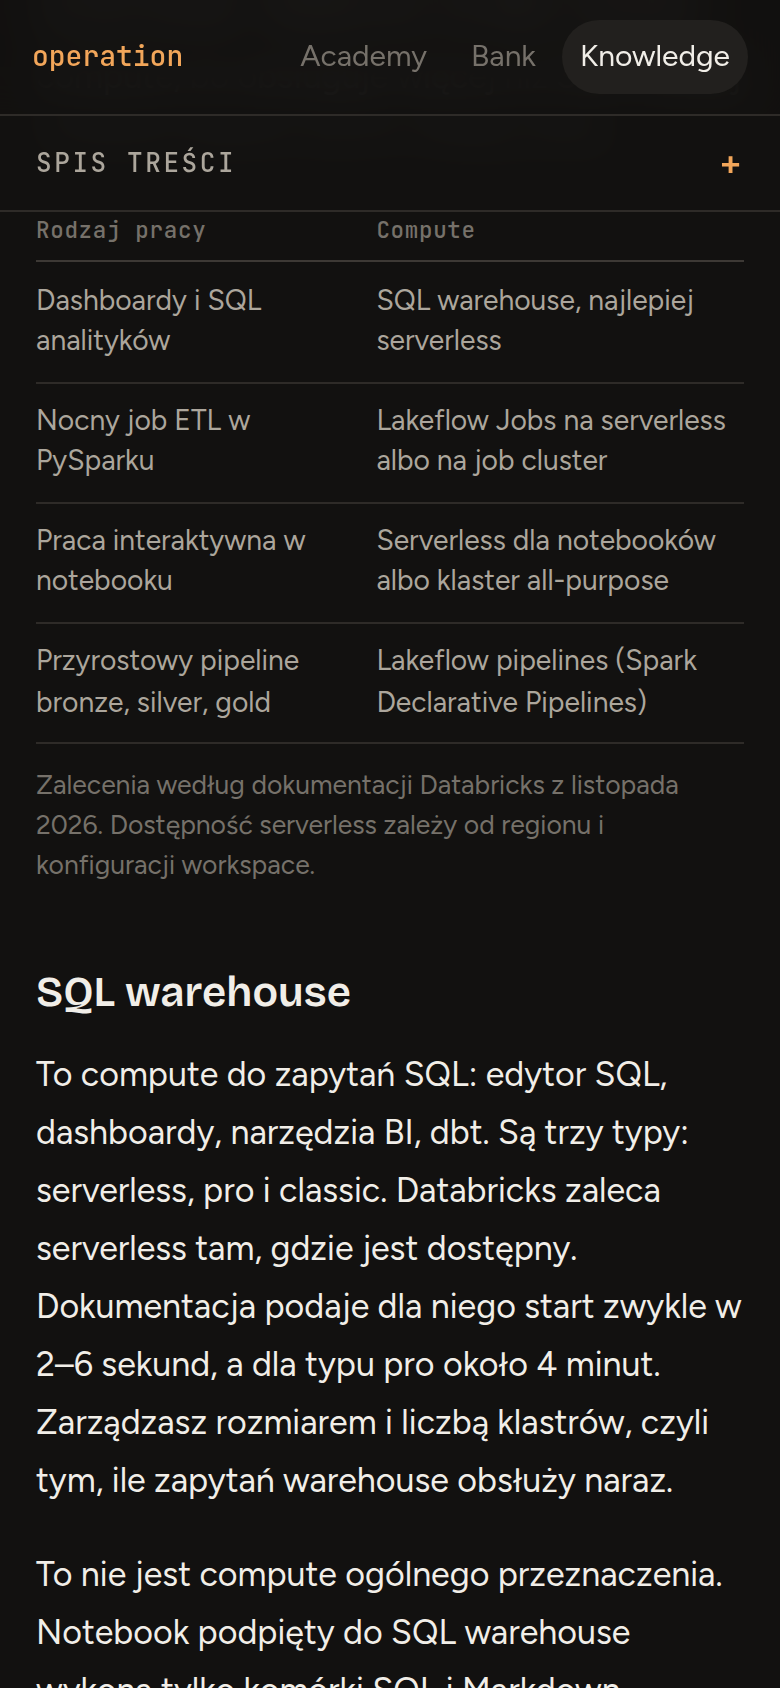 operation
Academy
Bank
Knowledge
SPIS TREŚCI
+
Rodzaj pracy
Compute
Dashboardy i SQL
analityków
SQL warehouse, najlepiej
serverless
Nocny job ETL w
PySparku
Lakeflow Jobs na serverless
albo na job cluster
Praca interaktywna w
notebooku
Serverless dla notebooków
albo klaster all-purpose
Przyrostowy pipeline
bronze, silver, gold
Lakeflow pipelines (Spark
Declarative Pipelines)
Zalecenia według dokumentacji Databricks z listopada
2026. Dostępność serverless zależy od regionu i
konfiguracji workspace.
SQL warehouse
To compute do zapytań SQL: edytor SQL,
dashboardy, narzędzia BI, dbt. Są trzy typy:
serverless, pro i classic. Databricks zaleca
serverless tam, gdzie jest dostępny.
Dokumentacja podaje dla niego start zwykle w
2–6 sekund, a dla typu pro około 4 minut.
Zarządzasz rozmiarem i liczbą klastrów, czyli
tym, ile zapytań warehouse obsłuży naraz.
To nie jest compute ogólnego przeznaczenia.
Notebook podpięty do SQL warehouse
wykona tylko komórki SQL i Markdown